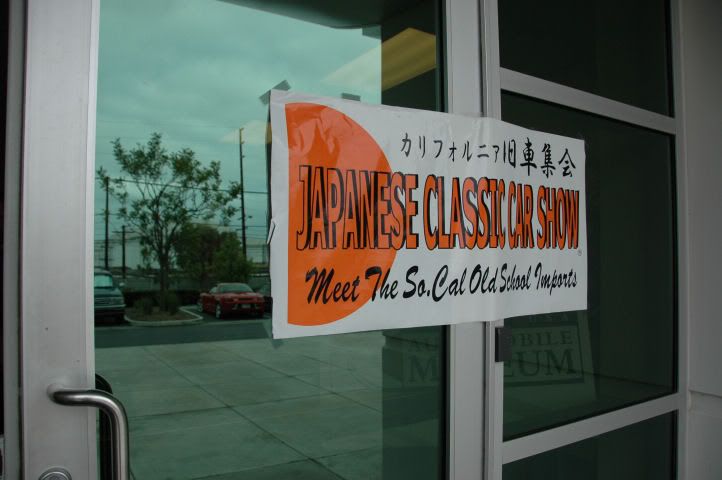 カリフォルニア旧車集会
JAPANESE CLASSIC CAR SHOW
Meet The So.Cal Old School Imports
MUSEUM